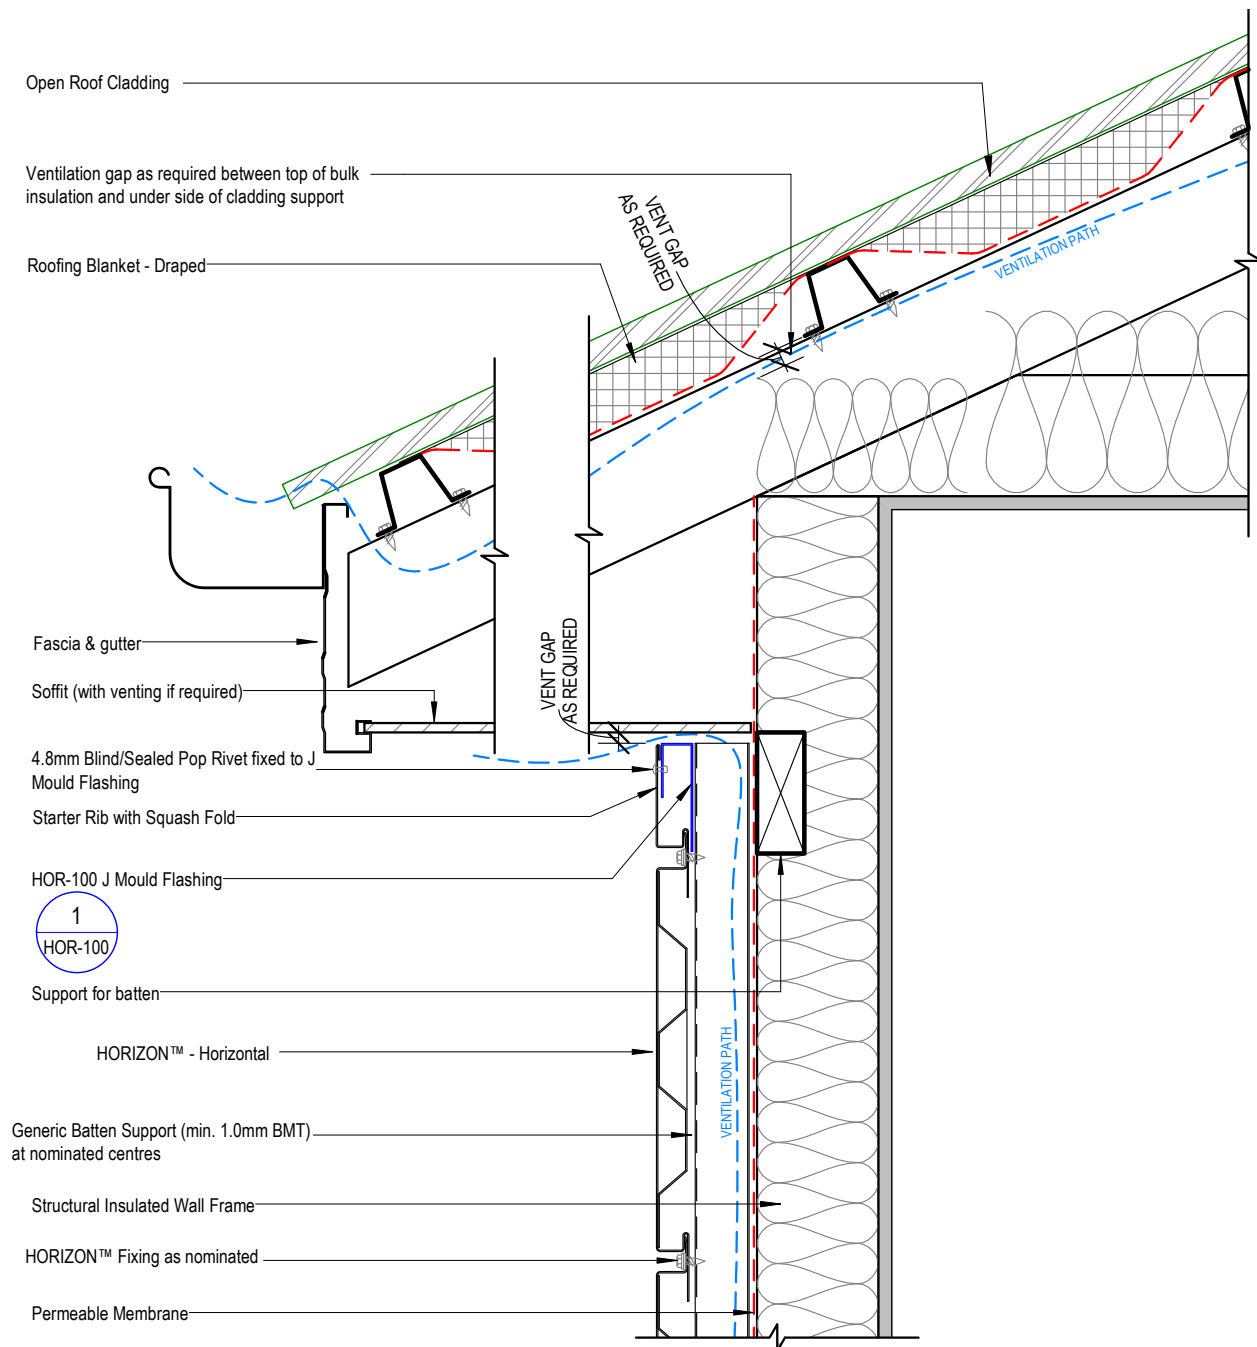 Open Roof Cladding
Ventilation gap as required between top of bulk
insulation and under side of cladding support
VENT GAP
AS REQUIRED
Roofing Blanket - Draped
VENTILATION PATH
Fascia & gutter
Soffit (with venting if required)
VENT GAP
AS REQUIRED
4.8mm Blind/Sealed Pop Rivet fixed to J
Mould Flashing
Starter Rib with Squash Fold
HOR-100 J Mould Flashing
1
HOR-100
Support for batten
HORIZON™ - Horizontal
VENTILATION PATH
Generic Batten Support (min. 1.0mm BMT)
at nominated centres
Structural Insulated Wall Frame
HORIZON™ Fixing as nominated
Permeable Membrane